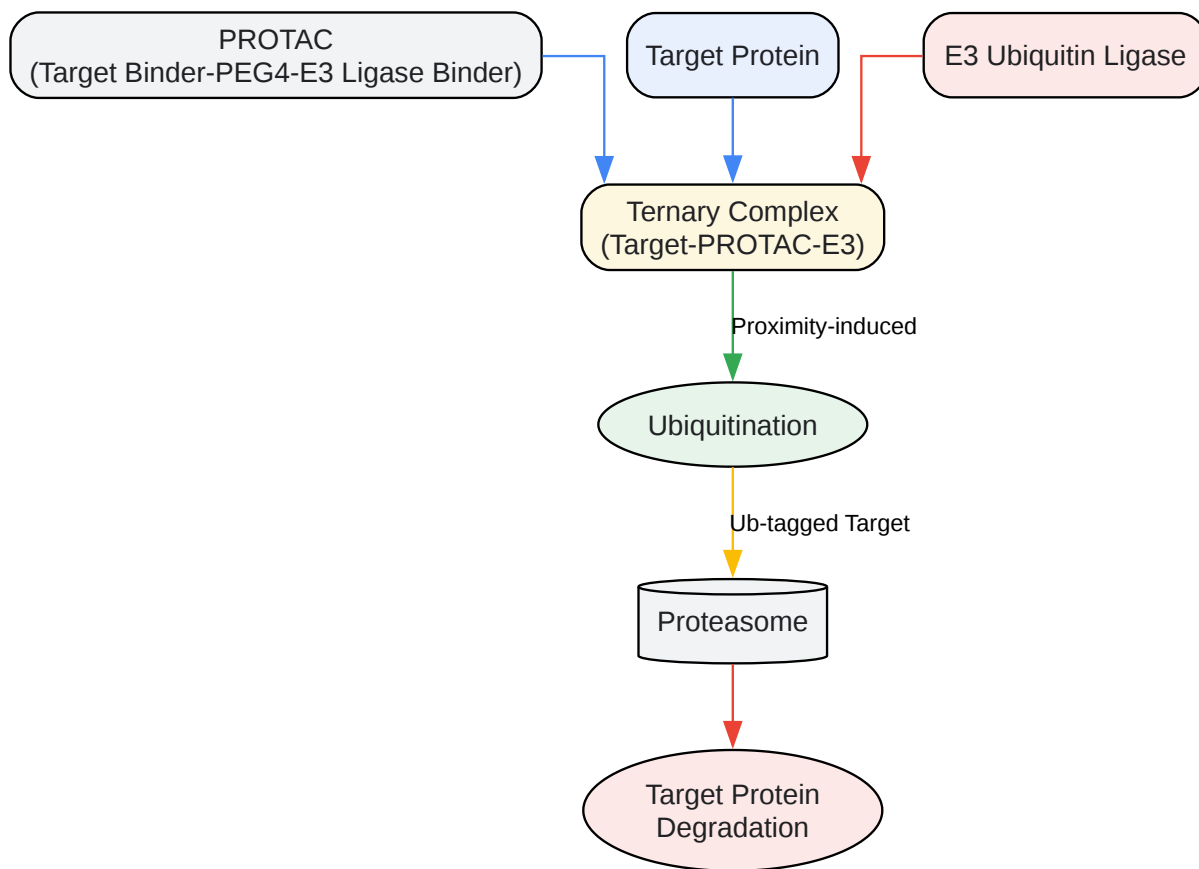 PROTAC
(Target Binder-PEG4-E3 Ligase Binder)
Target Protein
E3 Ubiquitin Ligase
Ternary Complex
(Target-PROTAC-E3)
Proximity-induced
Ubiquitination
Ub-tagged Target
Proteasome
Target Protein
Degradation